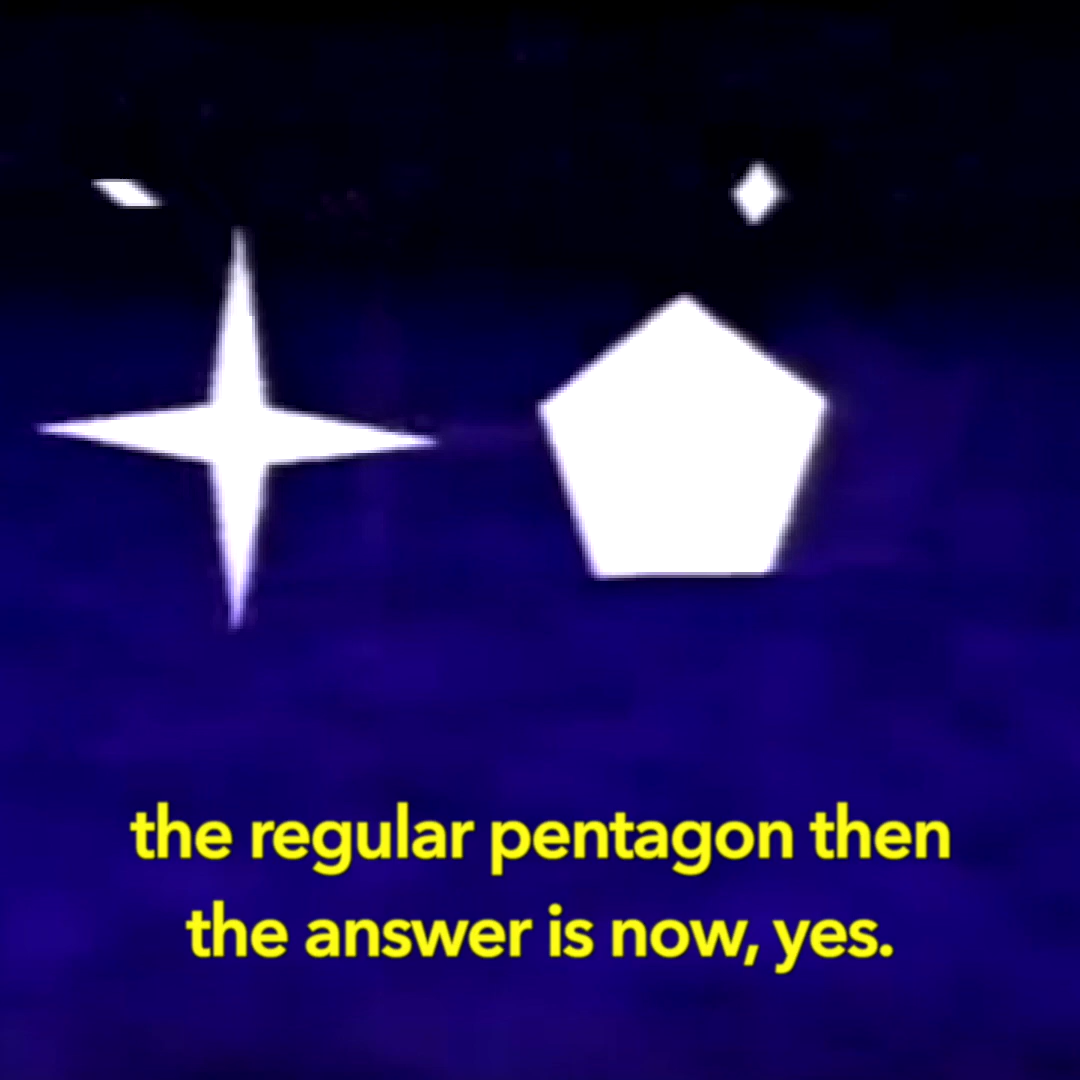 the regular pentagon then
the answer is now, yes.